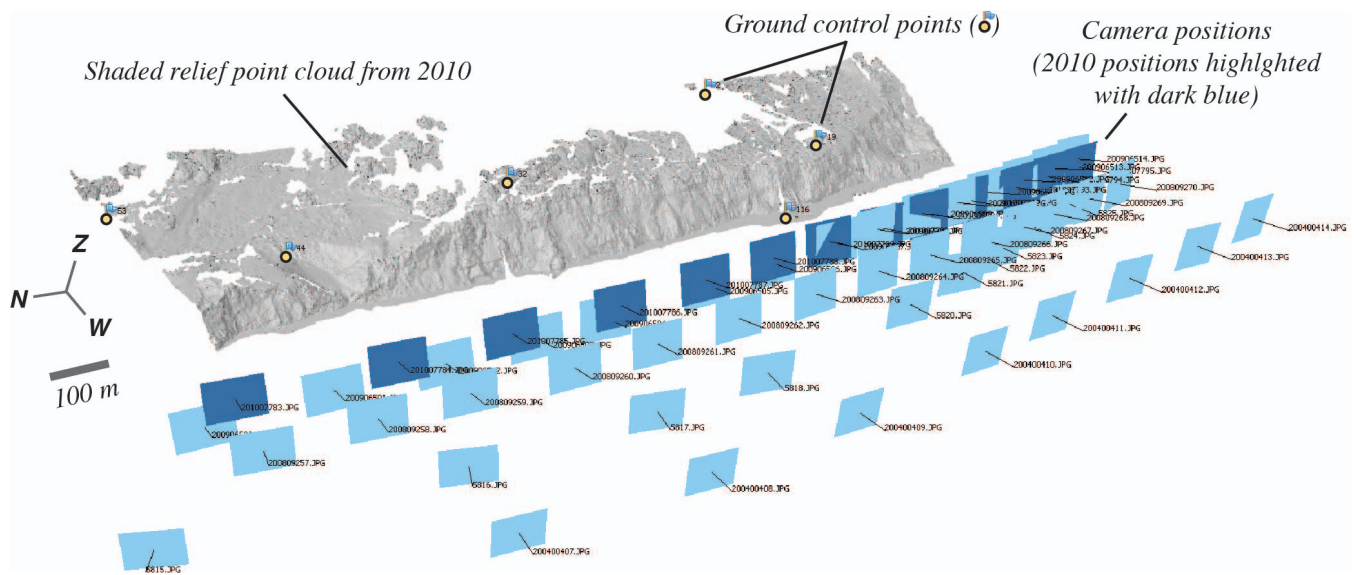 Ground control points ( )
Camera positions
(2010 positions highlghted
with dark blue)
Shaded relief point cloud from 2010
2
19
32
116
53
44
Z
N
W
100 m
200906514.JPG
200906513.JPG
200809270.JPG
200809269.JPG
5825.JPG
200809268.JPG
200400414.JPG
200809267.JPG
5824.JPG
200809266.JPG
5823.JPG
200400413.JPG
200809265.JPG
5822.JPG
201007788.JPG
200809264.JPG
5821.JPG
200400412.JPG
201007787.JPG
200906505.JPG
200809263.JPG
5820.JPG
200400411.JPG
201007786.JPG
200809262.JPG
201007785.JPG
200809261.JPG
200400410.JPG
200809260.JPG
5818.JPG
201007783.JPG
200809259.JPG
5817.JPG
200400409.JPG
200809258.JPG
200809257.JPG
5816.JPG
200400408.JPG
200400407.JPG
5815.JPG